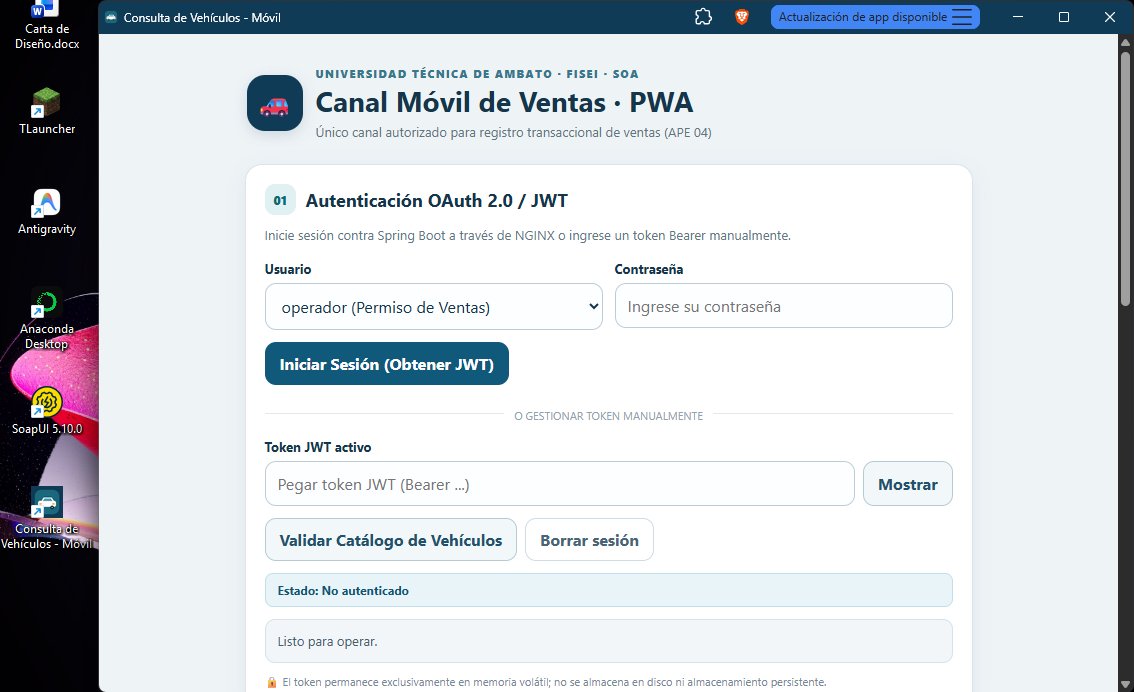 Carta de
Diseño.docx
TLauncher
Antigravity
Anaconda
Desktop
SoapUI 5.10.0
Consulta de
Vehículos - Móvil
Consulta de Vehículos - Móvil
Actualización de app disponible
UNIVERSIDAD TÉCNICA DE AMBATO · FISEI · SOA
Canal Móvil de Ventas · PWA
Único canal autorizado para registro transaccional de ventas (APE 04)
01 Autenticación OAuth 2.0 / JWT
Inicie sesión contra Spring Boot a través de NGINX o ingrese un token Bearer manualmente.
Usuario Contraseña
operador (Permiso de Ventas) Ingrese su contraseña
Iniciar Sesión (Obtener JWT)
O GESTIONAR TOKEN MANUALMENTE
Token JWT activo
Pegar token JWT (Bearer ...) Mostrar
Validar Catálogo de Vehículos Borrar sesión
Estado: No autenticado
Listo para operar.
El token permanece exclusivamente en memoria volátil; no se almacena en disco ni almacenamiento persistente.